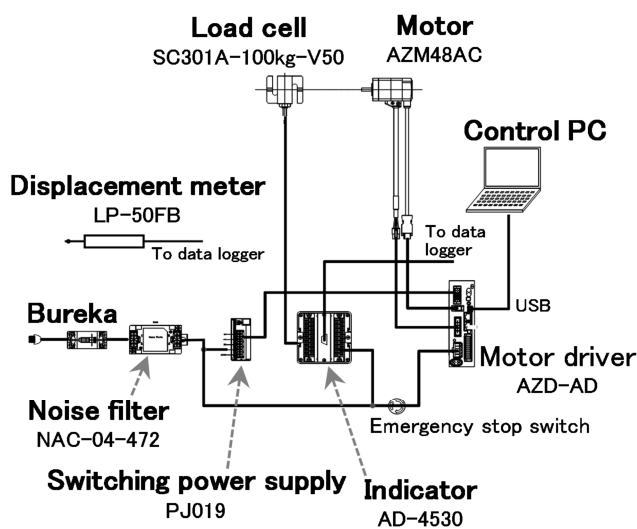 Load cell
SC301A-100kg-V50
Motor
AZM48AC
Control PC
Displacement meter
LP-50FB
To data logger
To data
logger
USB
Bureka
Motor driver
AZD-AD
Noise filter
NAC-04-472
Emergency stop switch
Switching power supply
PJ019
Indicator
AD-4530